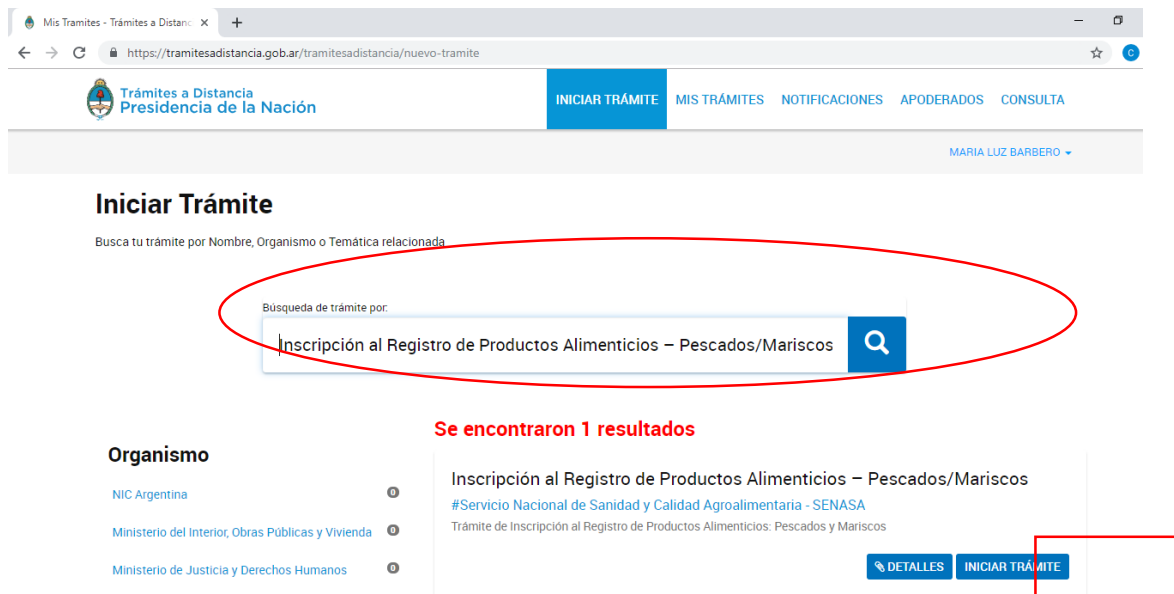 Mis Tramites - Trámites a Distanc
https://tramitesadistancia.gob.ar/tramitesadistancia/nuevo-tramite
C
Trámites a Distancia
Presidencia de la Nación
INICIAR TRÁMITE MIS TRÁMITES NOTIFICACIONES APODERADOS CONSULTA
MARIA LUZ BARBERO
Iniciar Trámite
Busca tu trámite por Nombre, Organismo o Temática relacionada
Búsqueda de trámite por:
Inscripción al Registro de Productos Alimenticios – Pescados/Mariscos
Se encontraron 1 resultados
Organismo
NIC Argentina 0
Ministerio del Interior, Obras Públicas y Vivienda 0
Ministerio de Justicia y Derechos Humanos 0
Inscripción al Registro de Productos Alimenticios – Pescados/Mariscos
#Servicio Nacional de Sanidad y Calidad Agroalimentaria - SENASA
Trámite de Inscripción al Registro de Productos Alimenticios: Pescados y Mariscos
DETALLES INICIAR TRÁMITE